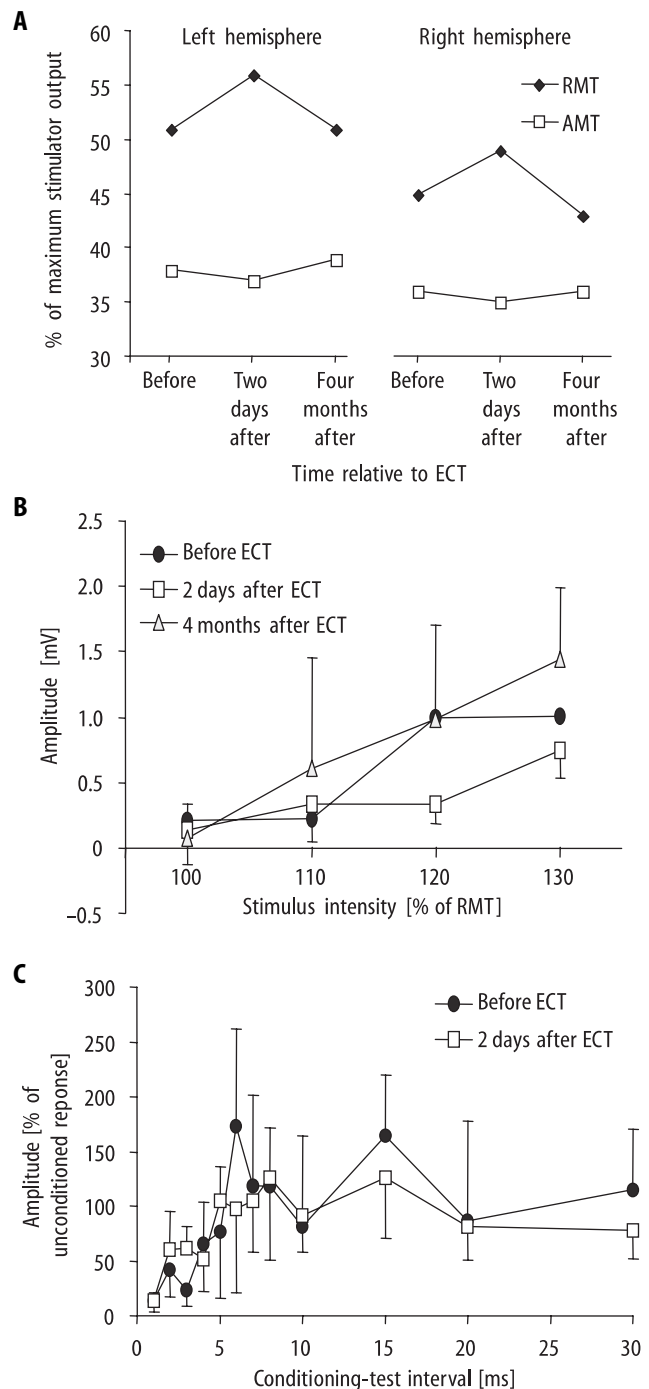 A
Left hemisphere
Right hemisphere
RMT
AMT
% of maximum stimulator output
60
55
50
45
40
35
30
Before
Two
days
after
Four
months
after
Before
Two
days
after
Four
months
after
Time relative to ECT
B
Before ECT
2 days after ECT
4 months after ECT
Amplitude [mV]
2.5
2.0
1.5
1.0
0.5
0
–0.5
100
110
120
130
Stimulus intensity [% of RMT]
C
Before ECT
2 days after ECT
Amplitude [% of
unconditioned reponse]
300
250
200
150
100
50
0
0
5
10
15
20
25
30
Conditioning-test interval [ms]